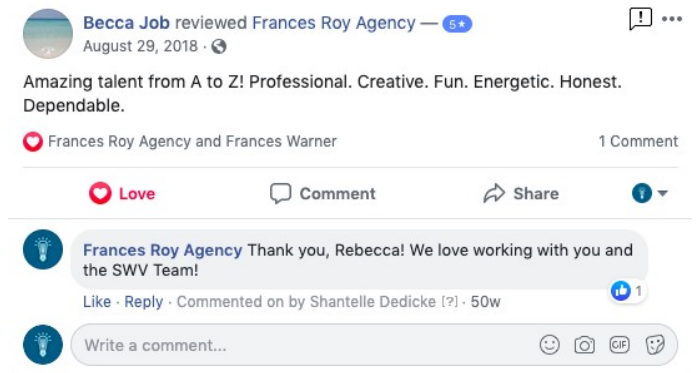 Becca Job reviewed Frances Roy Agency — 5★
August 29, 2018 ·
Amazing talent from A to Z! Professional. Creative. Fun. Energetic. Honest.
Dependable.
Frances Roy Agency and Frances Warner 1 Comment
Love Comment Share
Frances Roy Agency Thank you, Rebecca! We love working with you and
the SWV Team!
1
Like · Reply · Commented on by Shantelle Dedicke [?] · 50w
Write a comment... GIF